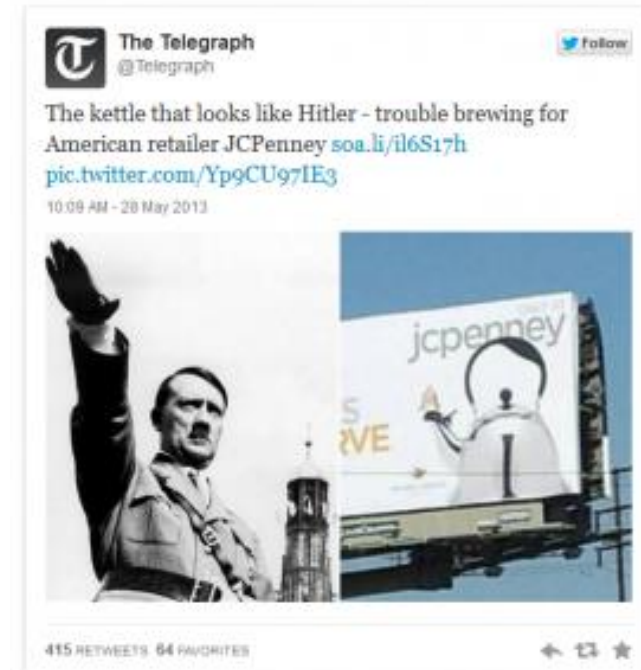 The Telegraph
@Telegraph
Follow
The kettle that looks like Hitler - trouble brewing for
American retailer JCPenney soa.li/il6S17h
pic.twitter.com/Yp9CU97IE3
10:09 AM - 28 May 2013
jcpenney
S
RVE
415 RETWEETS 64 FAVORITES